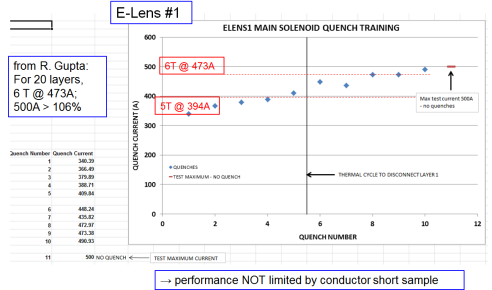 E-Lens #1
from R. Gupta:
For 20 layers,
6 T @ 473A;
500A > 106%
ELENS1 MAIN SOLENOID QUENCH TRAINING
QUENCH CURRENT (A)
600
500
400
300
200
100
0
6T @ 473A
5T @ 394A
Max test current 500A
- no quenches
QUENCHES
TEST MAXIMUM - NO QUENCH
THERMAL CYCLE TO DISCONNECT LAYER 1
0 2 4 6 8 10 12
QUENCH NUMBER
Quench Number Quench Current
1 340.39
2 366.49
3 379.89
4 388.71
5 409.84
6 448.24
7 435.82
8 472.97
9 473.38
10 490.93
11 500 NO QUENCH TEST MAXIMUM CURRENT
→ performance NOT limited by conductor short sample